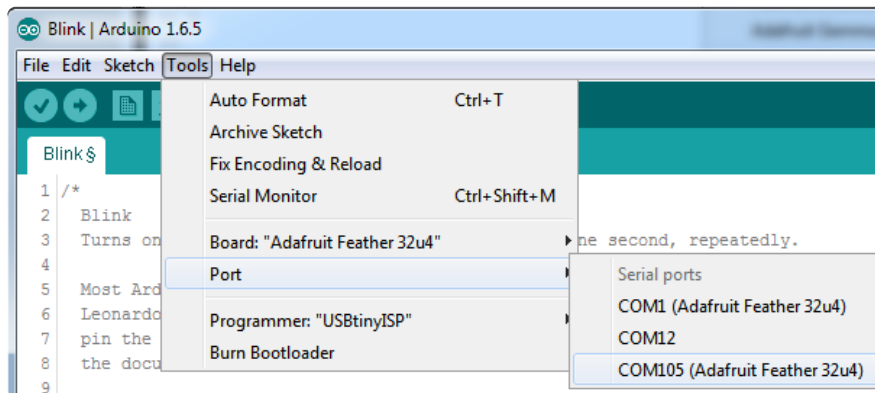 Blink | Arduino 1.6.5
File Edit Sketch Tools Help
Auto Format Ctrl+T
Archive Sketch
Fix Encoding & Reload
Serial Monitor Ctrl+Shift+M
Board: "Adafruit Feather 32u4"
Port
Programmer: "USBtinyISP"
Burn Bootloader
Serial ports
COM1 (Adafruit Feather 32u4)
COM12
COM105 (Adafruit Feather 32u4)
Blink§
1 /*
2 Blink
3 Turns on ne second, repeatedly.
4
5 Most Ard
6 Leonardo
7 pin the
8 the docu
9